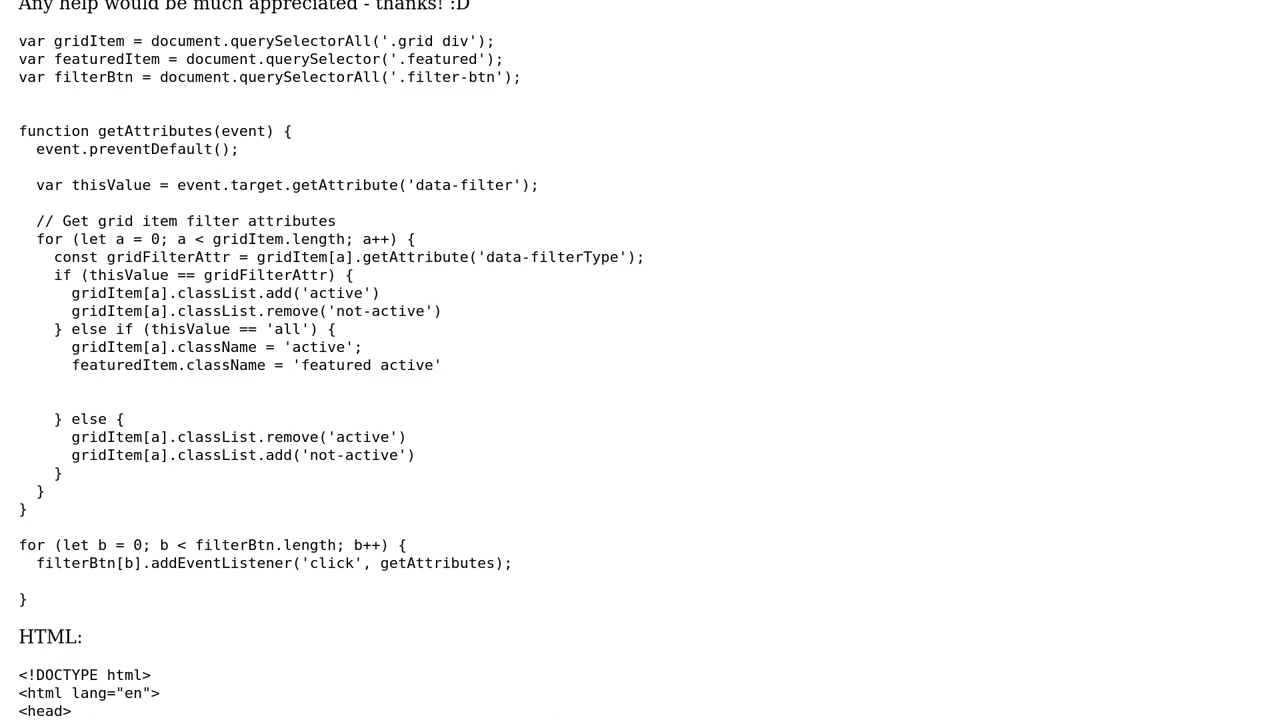 Any help would be much appreciated - thanks! :D
var gridItem = document.querySelectorAll('.grid div');
var featuredItem = document.querySelector('.featured');
var filterBtn = document.querySelectorAll('.filter-btn');
function getAttributes(event) {
  event.preventDefault();
  var thisValue = event.target.getAttribute('data-filter');
  // Get grid item filter attributes
  for (let a = 0; a < gridItem.length; a++) {
    const gridFilterAttr = gridItem[a].getAttribute('data-filterType');
    if (thisValue == gridFilterAttr) {
      gridItem[a].classList.add('active')
      gridItem[a].classList.remove('not-active')
    } else if (thisValue == 'all') {
      gridItem[a].className = 'active';
      featuredItem.className = 'featured active'
    } else {
      gridItem[a].classList.remove('active')
      gridItem[a].classList.add('not-active')
    }
  }
}
for (let b = 0; b < filterBtn.length; b++) {
  filterBtn[b].addEventListener('click', getAttributes);
}
HTML:
<!DOCTYPE html>
<html lang="en">
<head>